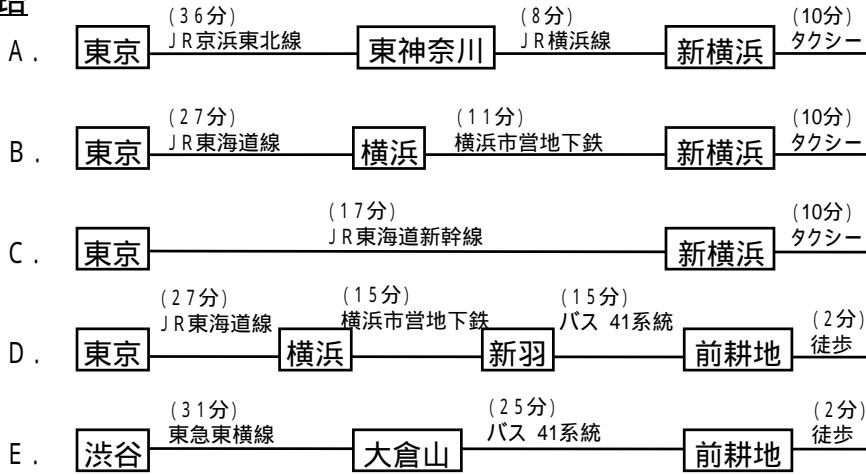 (36分) (8分) (10分)
JR京浜東北線 JR横浜線 タクシー
A. 東京 東神奈川 新横浜
(27分) (11分) (10分)
JR東海道線 横浜市営地下鉄 タクシー
B. 東京 横浜 新横浜
(17分) (10分)
JR東海道新幹線 タクシー
C. 東京 新横浜
(27分) (15分) (15分) (2分)
JR東海道線 横浜市営地下鉄 バス 41系統 徒歩
D. 東京 横浜 新羽 前耕地
(31分) (25分) (2分)
東急東横線 バス 41系統 徒歩
E. 渋谷 大倉山 前耕地